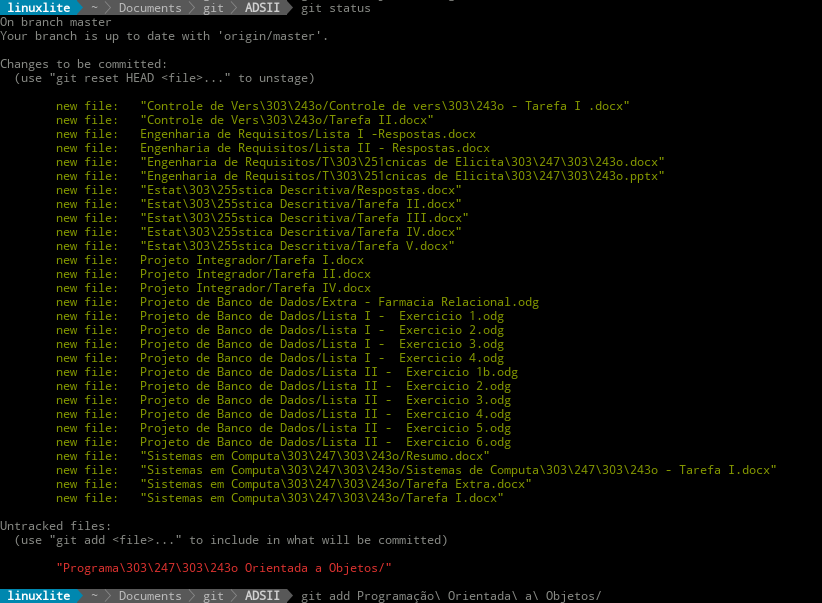 linuxlite ~ Documents git ADSII git status
On branch master
Your branch is up to date with 'origin/master'.
Changes to be committed:
(use "git reset HEAD <file>..." to unstage)
new file: "Controle de Vers\303\243o/Controle de vers\303\243o - Tarefa I .docx"
new file: "Controle de Vers\303\243o/Tarefa II.docx"
new file: Engenharia de Requisitos/Lista I -Respostas.docx
new file: Engenharia de Requisitos/Lista II - Respostas.docx
new file: "Engenharia de Requisitos/T\303\251cnicas de Elicita\303\247\303\243o.docx"
new file: "Engenharia de Requisitos/T\303\251cnicas de Elicita\303\247\303\243o.pptx"
new file: "Estat\303\255stica Descritiva/Respostas.docx"
new file: "Estat\303\255stica Descritiva/Tarefa II.docx"
new file: "Estat\303\255stica Descritiva/Tarefa III.docx"
new file: "Estat\303\255stica Descritiva/Tarefa IV.docx"
new file: "Estat\303\255stica Descritiva/Tarefa V.docx"
new file: Projeto Integrador/Tarefa I.docx
new file: Projeto Integrador/Tarefa II.docx
new file: Projeto Integrador/Tarefa IV.docx
new file: Projeto de Banco de Dados/Extra - Farmacia Relacional.odg
new file: Projeto de Banco de Dados/Lista I -  Exercicio 1.odg
new file: Projeto de Banco de Dados/Lista I -  Exercicio 2.odg
new file: Projeto de Banco de Dados/Lista I -  Exercicio 3.odg
new file: Projeto de Banco de Dados/Lista I -  Exercicio 4.odg
new file: Projeto de Banco de Dados/Lista II -  Exercicio 1b.odg
new file: Projeto de Banco de Dados/Lista II -  Exercicio 2.odg
new file: Projeto de Banco de Dados/Lista II -  Exercicio 3.odg
new file: Projeto de Banco de Dados/Lista II -  Exercicio 4.odg
new file: Projeto de Banco de Dados/Lista II -  Exercicio 5.odg
new file: Projeto de Banco de Dados/Lista II -  Exercicio 6.odg
new file: "Sistemas em Computa\303\247\303\243o/Resumo.docx"
new file: "Sistemas em Computa\303\247\303\243o/Sistemas de Computa\303\247\303\243o - Tarefa I.docx"
new file: "Sistemas em Computa\303\247\303\243o/Tarefa Extra.docx"
new file: "Sistemas em Computa\303\247\303\243o/Tarefa I.docx"
Untracked files:
(use "git add <file>..." to include in what will be committed)
"Programa\303\247\303\243o Orientada a Objetos/"
linuxlite ~ Documents git ADSII git add Programação\ Orientada\ a\ Objetos/